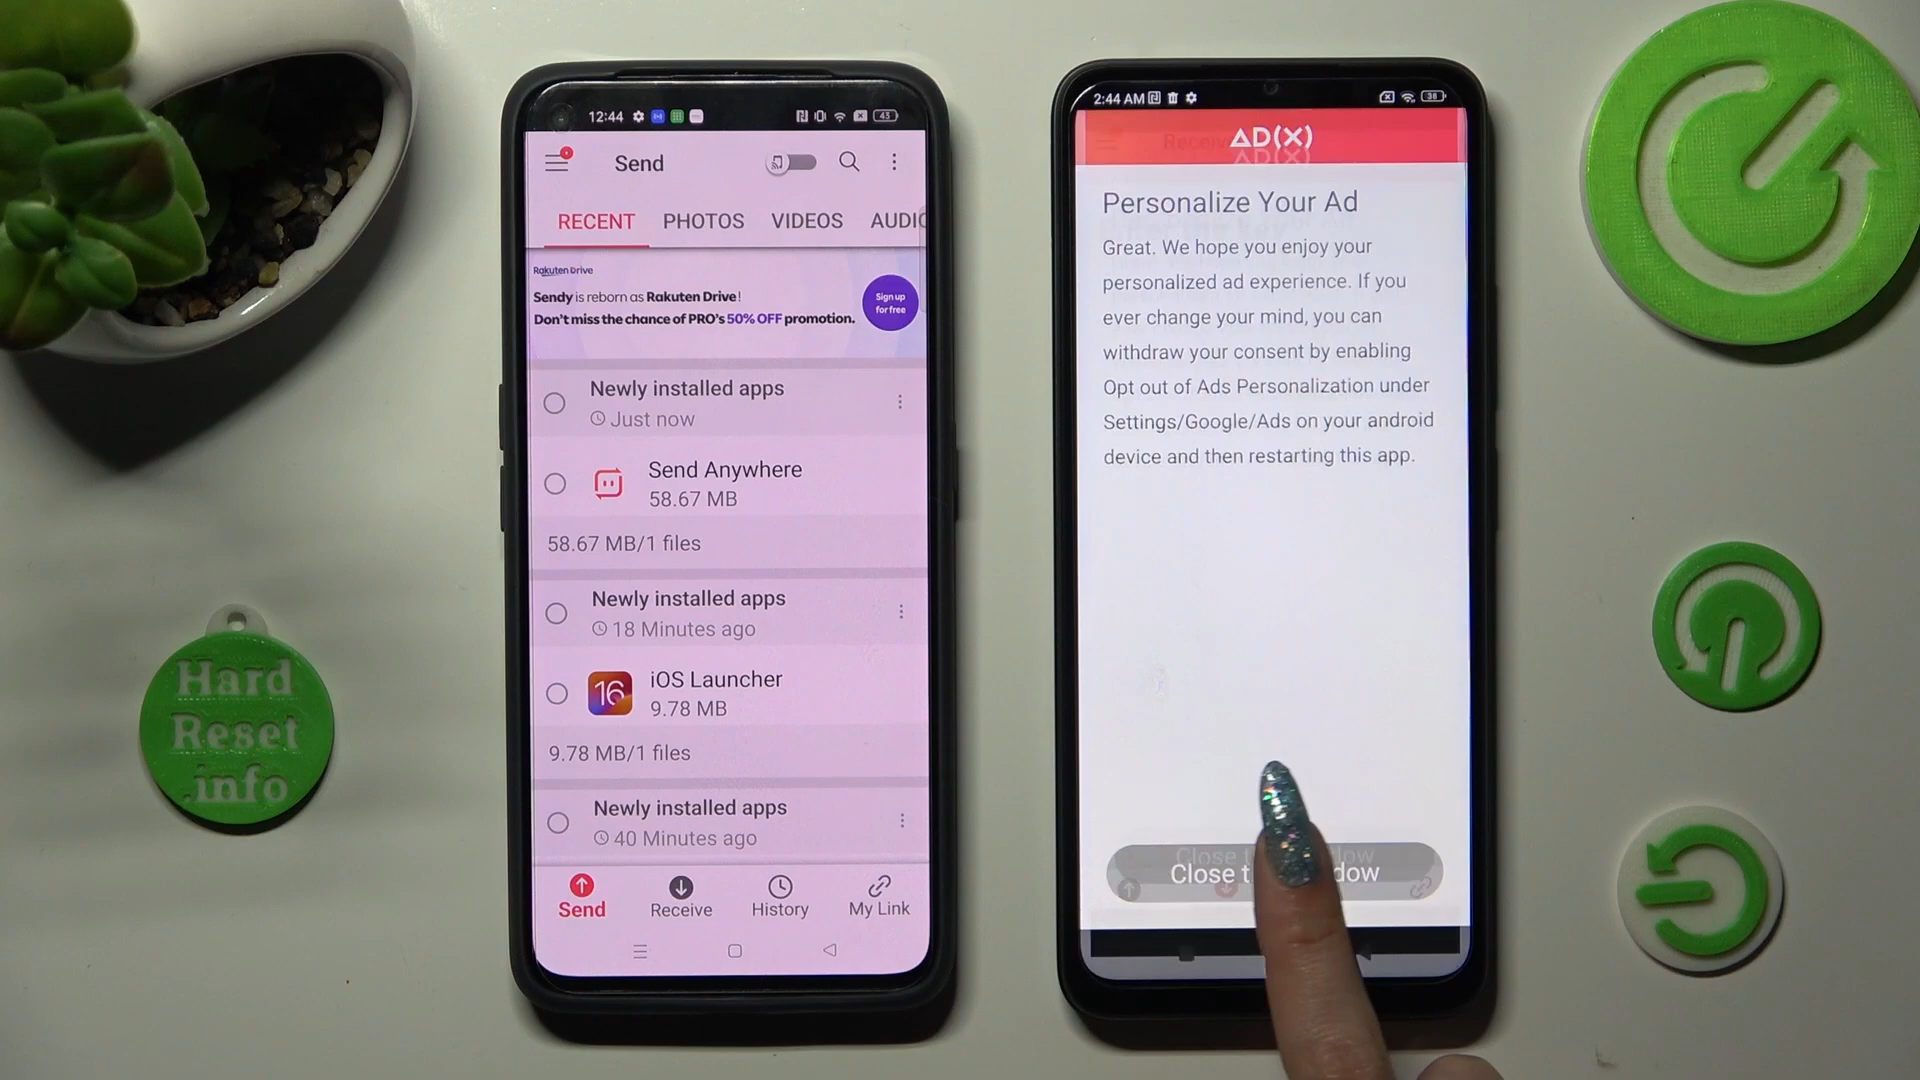 12:44
43
Send
RECENT PHOTOS VIDEOS AUDIO
Rakuten Drive
Sendy is reborn as Rakuten Drive!
Don't miss the chance of PRO's 50% OFF promotion.
Sign up
for free
Newly installed apps
Just now
Send Anywhere
58.67 MB
58.67 MB/1 files
Newly installed apps
18 Minutes ago
16
iOS Launcher
9.78 MB
9.78 MB/1 files
Newly installed apps
40 Minutes ago
Send Receive History My Link
2:44 AM
38
AD(X)
Personalize Your Ad
Great. We hope you enjoy your
personalized ad experience. If you
ever change your mind, you can
withdraw your consent by enabling
Opt out of Ads Personalization under
Settings/Google/Ads on your android
device and then restarting this app.
Close
Hard
Reset
.info